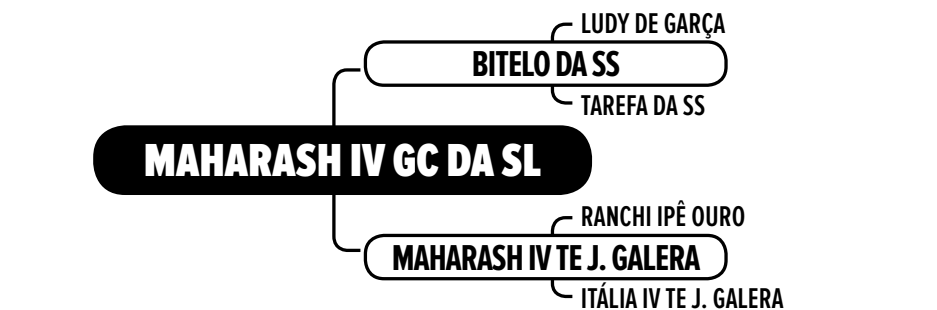 LUDY DE GARÇA
BITELO DA SS
TAREFA DA SS
MAHARASH IV GC DA SL
RANCHI IPÊ OURO
MAHARASH IV TE J. GALERA
ITÁLIA IV TE J. GALERA